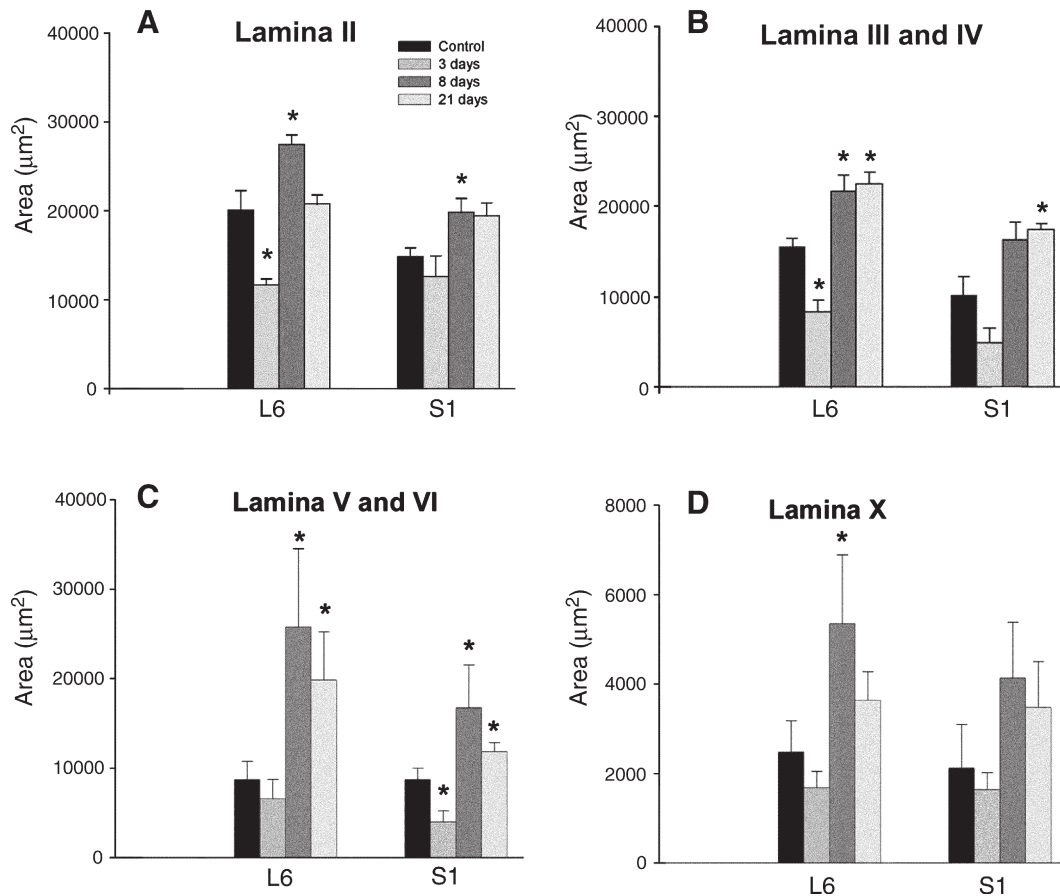 A
Lamina II
Control
3 days
8 days
21 days
Area (μm²)
40000
30000
*
*
20000
*
10000
0
L6
S1
B
Lamina III and IV
Area (μm²)
40000
30000
* *
20000
*
*
10000
0
L6
S1
C
Lamina V and VI
Area (μm²)
40000
*
30000
*
*
20000
*
10000
*
0
L6
S1
D
Lamina X
Area (μm²)
8000
*
6000
4000
2000
0
L6
S1